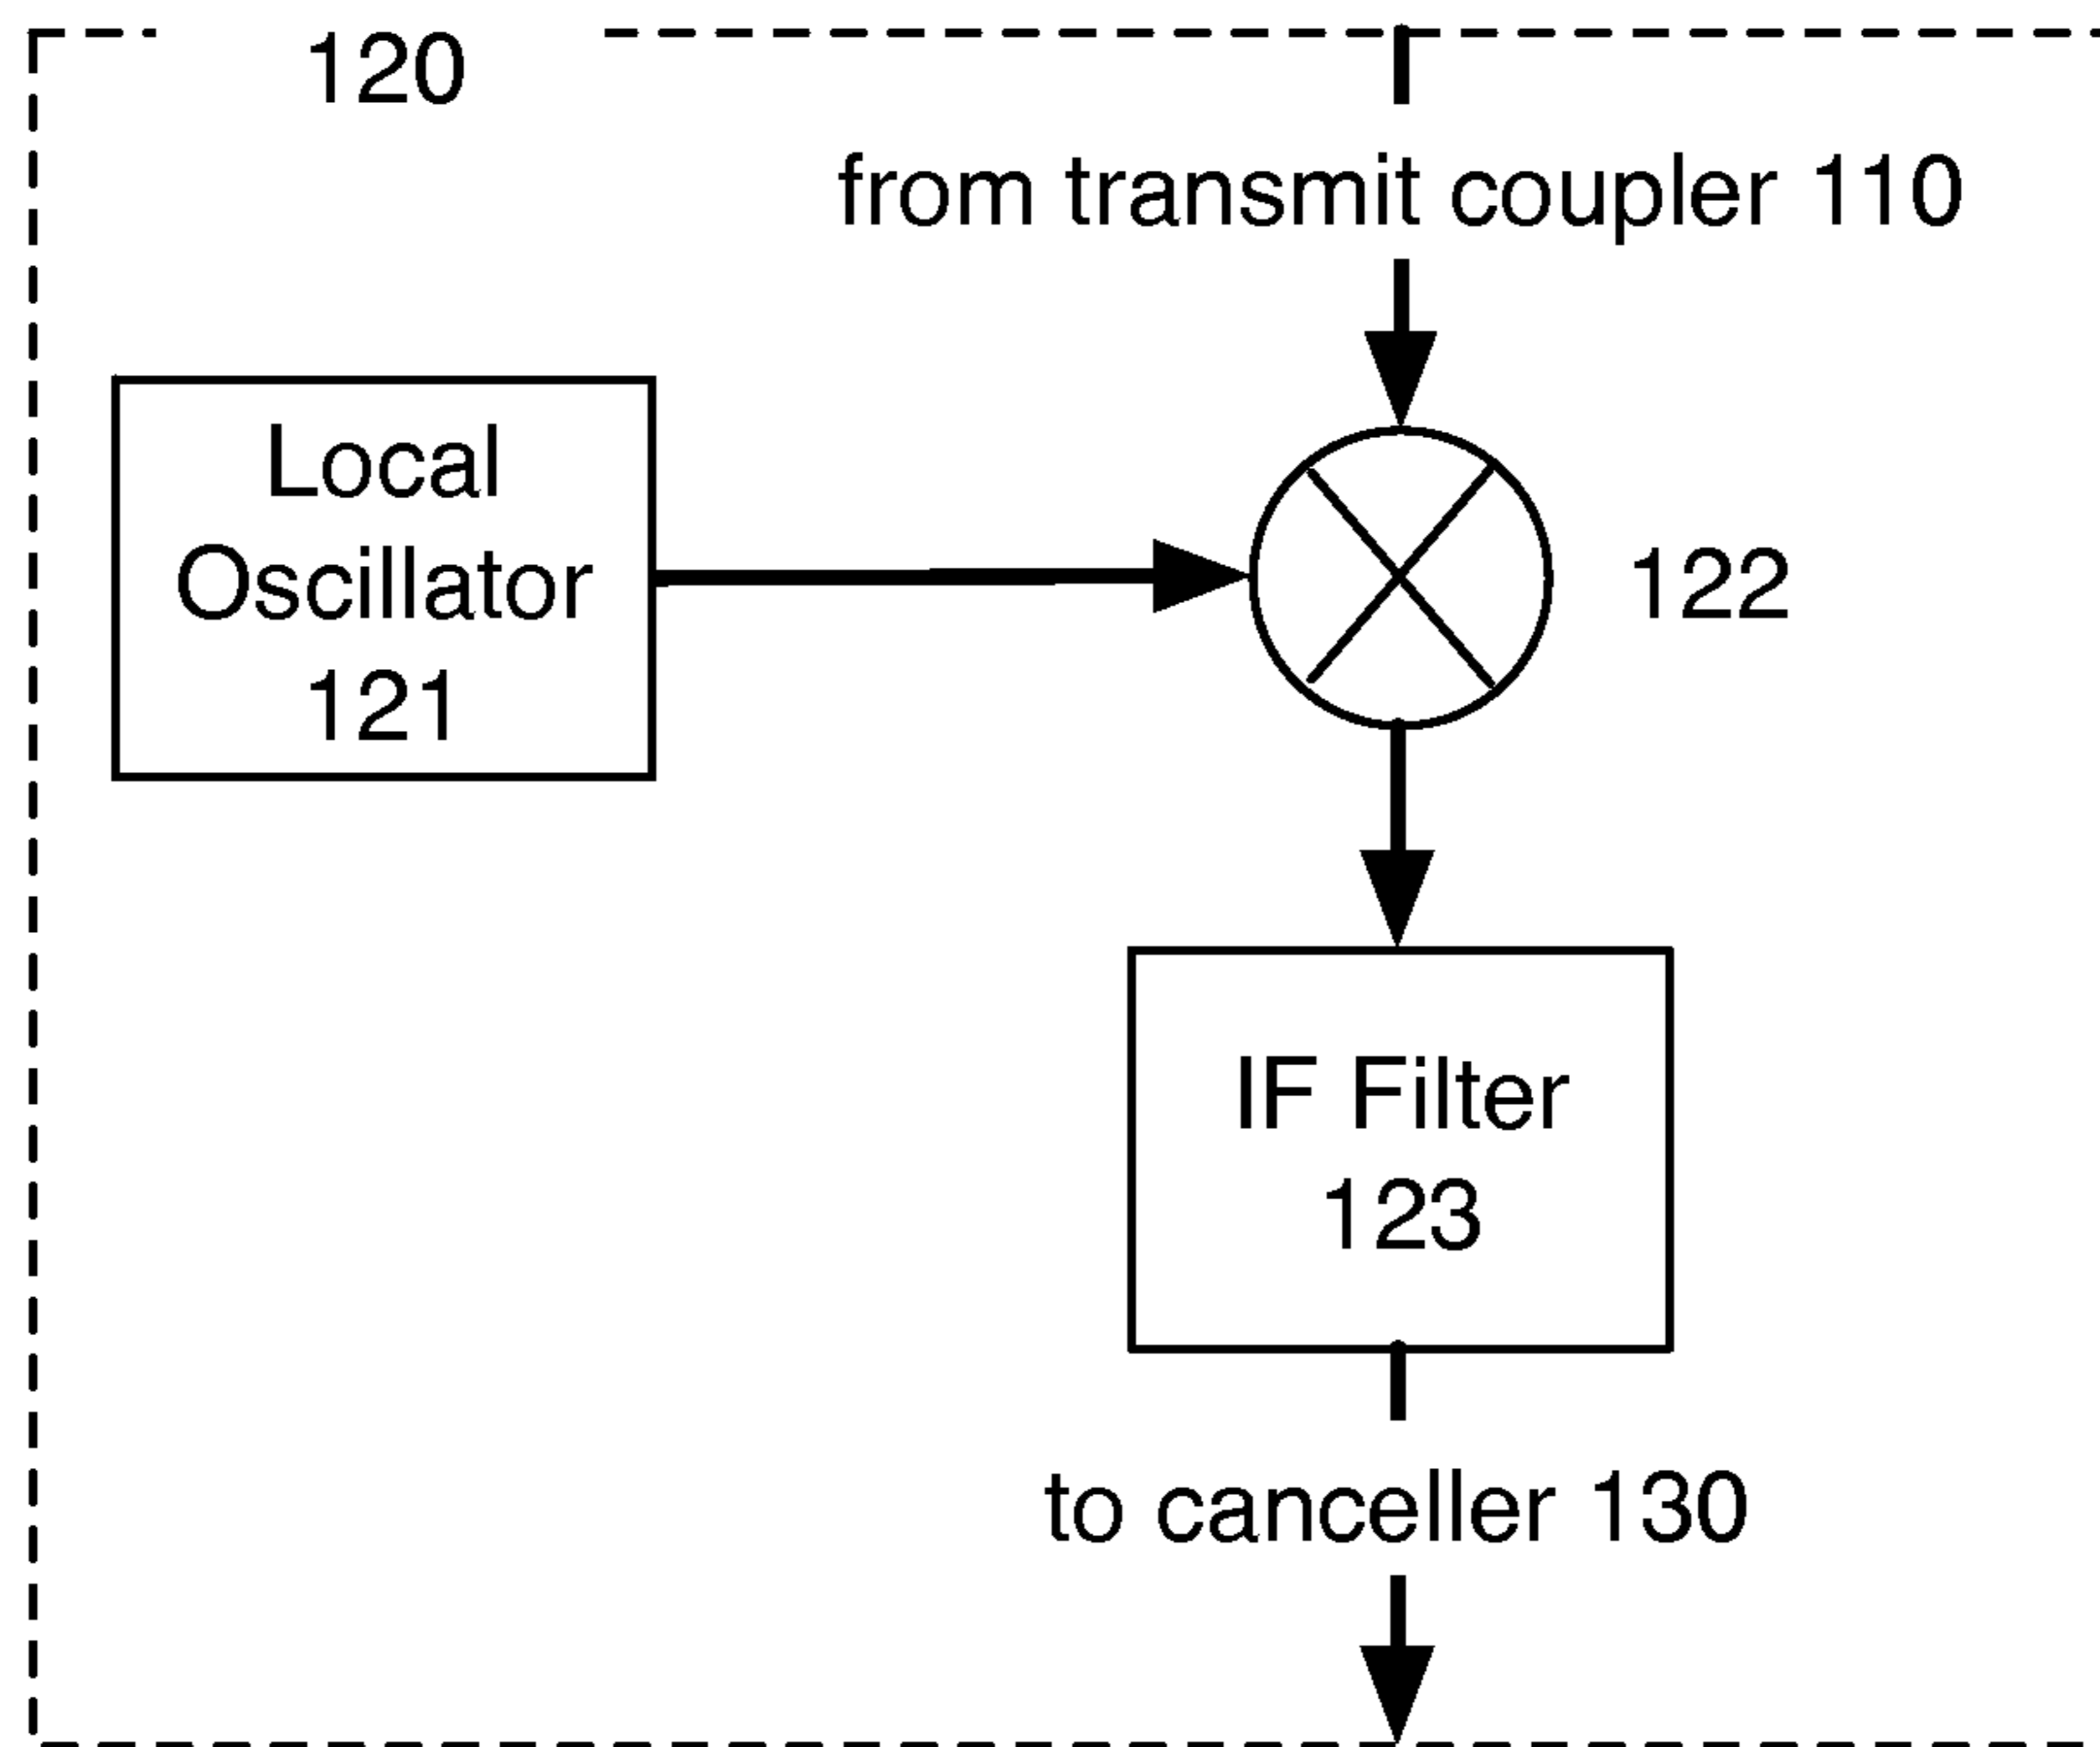 120
from transmit coupler 110
Local
Oscillator
121
122
IF Filter
123
to canceller 130